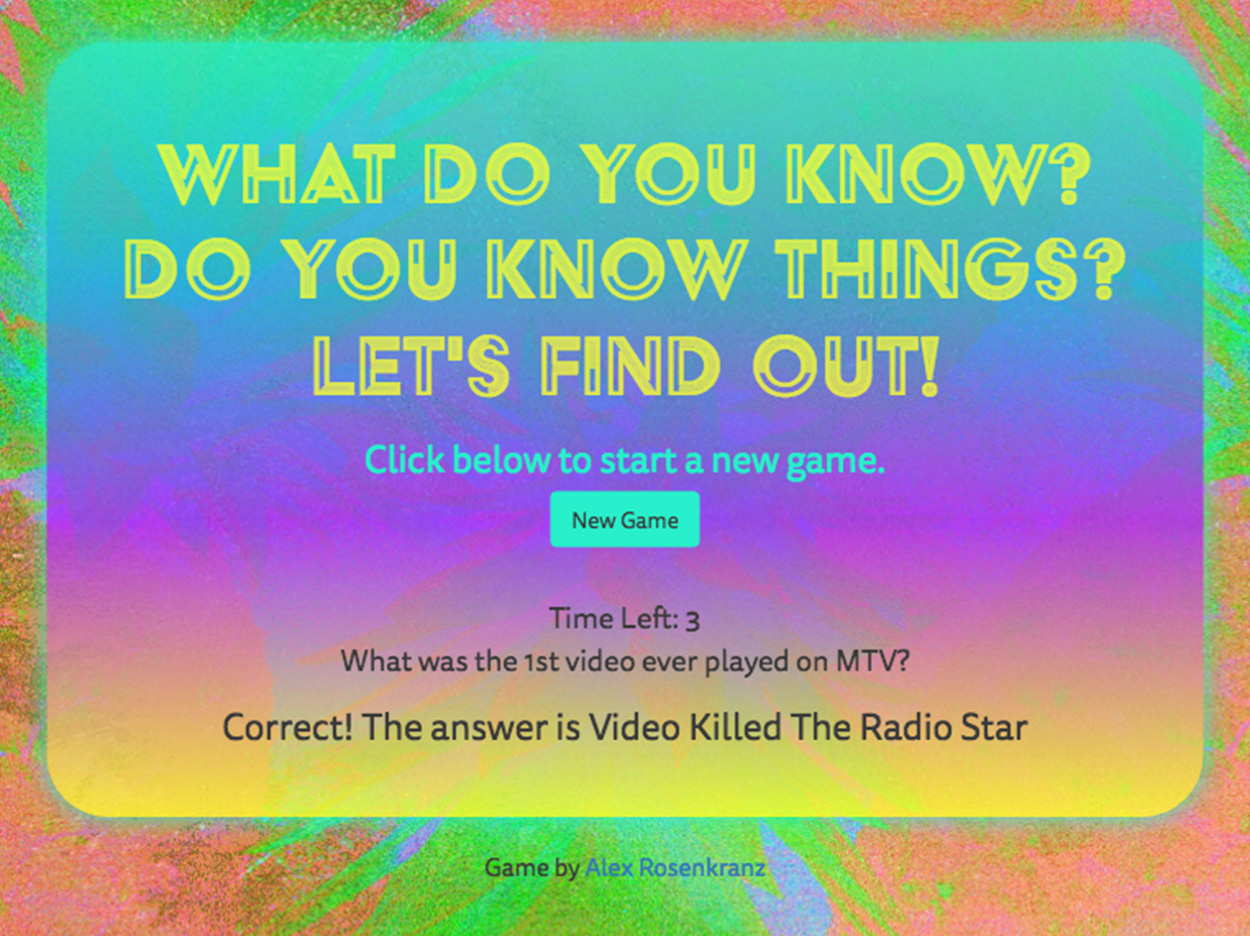 WHAT DO YOU KNOW?
DO YOU KNOW THINGS?
LET'S FIND OUT!
Click below to start a new game.
New Game
Time Left: 3
What was the 1st video ever played on MTV?
Correct! The answer is Video Killed The Radio Star
Game by Alex Rosenkranz